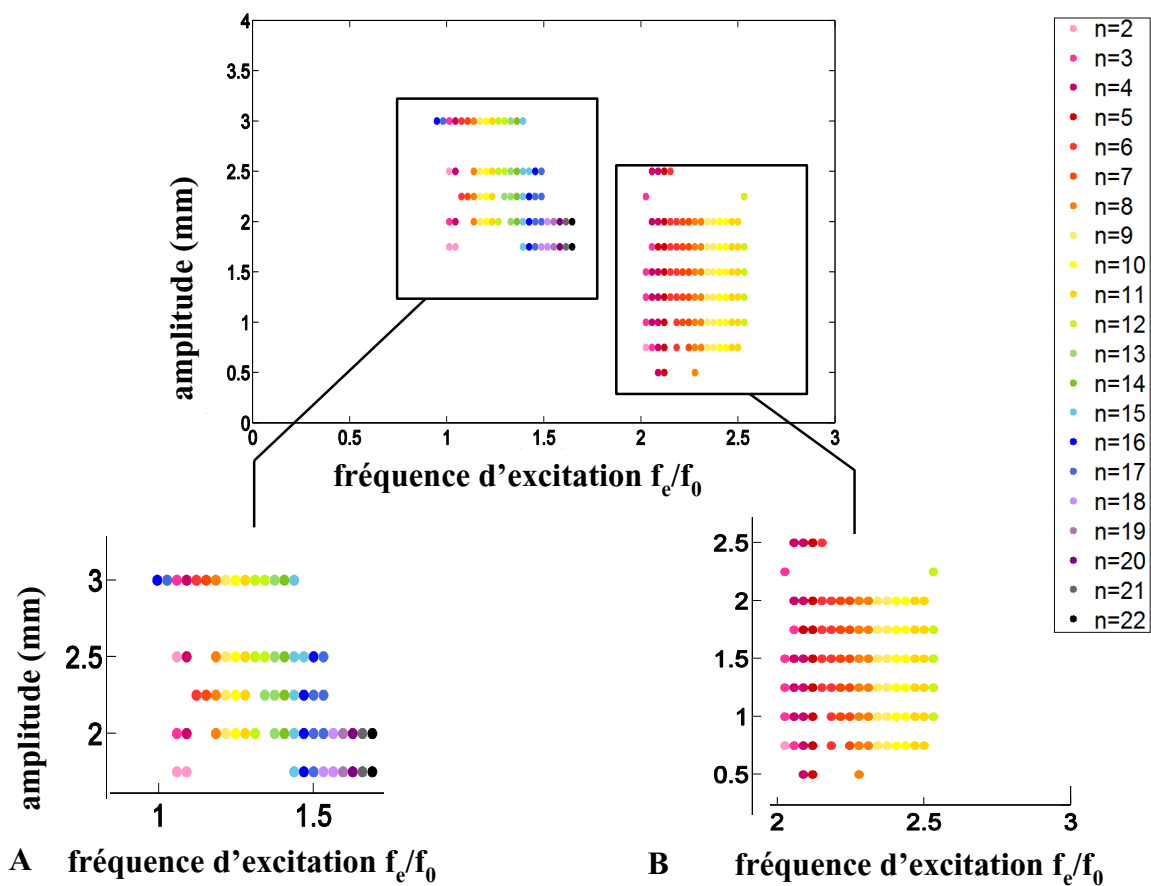 4
3.5
3
2.5
2
1.5
1
0.5
0
0 0.5 1 1.5 2 2.5 3
amplitude (mm)
fréquence d'excitation fe/f0
n=2
n=3
n=4
n=5
n=6
n=7
n=8
n=9
n=10
n=11
n=12
n=13
n=14
n=15
n=16
n=17
n=18
n=19
n=20
n=21
n=22
3
2.5
2
1 1.5
amplitude (mm)
A fréquence d'excitation fe/f0
2.5
2
1.5
1
0.5
2 2.5 3
B fréquence d'excitation fe/f0